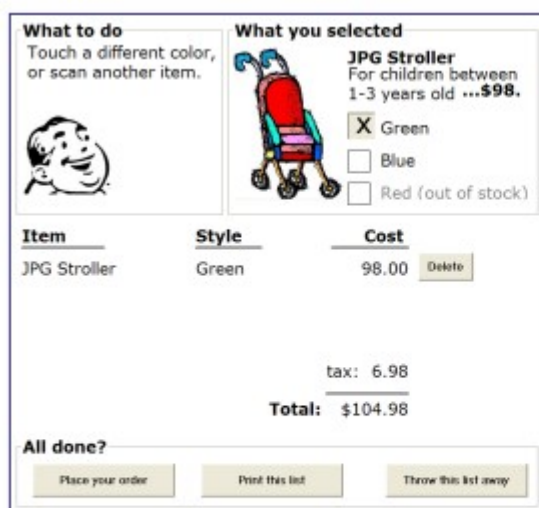 What to do
Touch a different color,
or scan another item.
What you selected
JPG Stroller
For children between
1-3 years old ...$98.
X Green
Blue
Red (out of stock)
Item Style Cost
JPG Stroller Green 98.00 Delete
tax: 6.98
Total: $104.98
All done?
Place your order Print this list Throw this list away